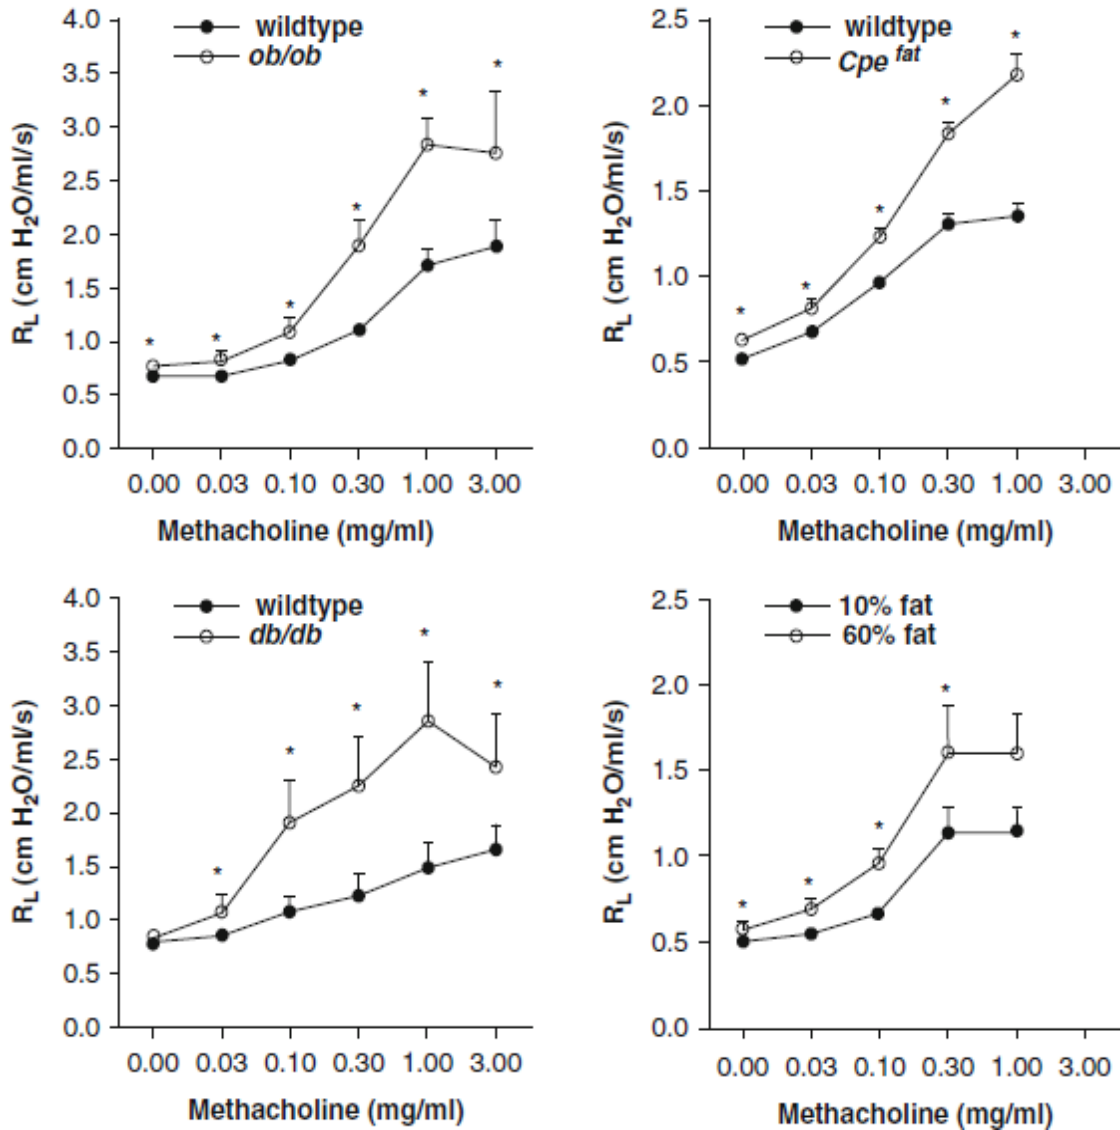 wildtype
ob/ob
4.0
3.5
3.0
2.5
2.0
1.5
1.0
0.5
0.0
R_L (cm H₂O/ml/s)
* * * * * *
0.00 0.03 0.10 0.30 1.00 3.00
Methacholine (mg/ml)
wildtype
Cpe fat
2.5
2.0
1.5
1.0
0.5
0.0
R_L (cm H₂O/ml/s)
* * * * *
0.00 0.03 0.10 0.30 1.00 3.00
Methacholine (mg/ml)
wildtype
db/db
4.0
3.5
3.0
2.5
2.0
1.5
1.0
0.5
0.0
R_L (cm H₂O/ml/s)
* * * * *
0.00 0.03 0.10 0.30 1.00 3.00
Methacholine (mg/ml)
10% fat
60% fat
2.5
2.0
1.5
1.0
0.5
0.0
R_L (cm H₂O/ml/s)
* * * *
0.00 0.03 0.10 0.30 1.00 3.00
Methacholine (mg/ml)